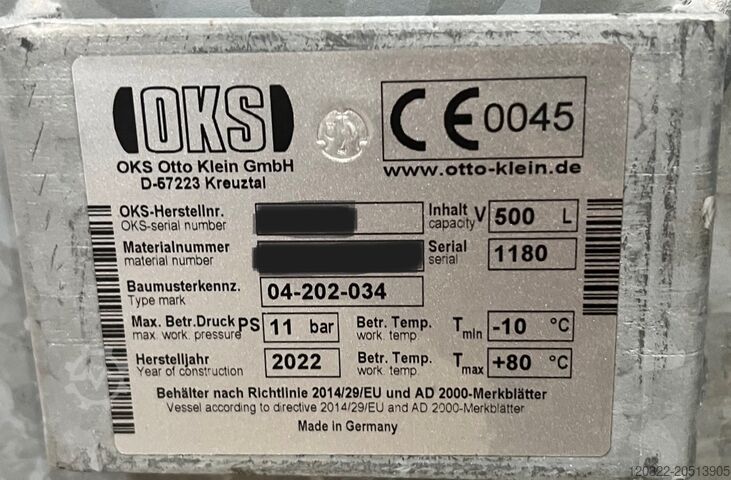 OKS
CE 0045
OKS Otto Klein GmbH
D-57223 Kreuztal
www.otto-klein.de
OKS-Herstellnr.
OKS-serial number
Inhalt V 500 L
capacity
Materialnummer
material number
Serial 1180
serial
Baumusterkennz. 04-202-034
Type mark
Max. Betr.Druck PS 11 bar
max. work. pressure
Betr. Temp. Tmin -10 °C
work. temp.
Herstelljahr 2022
Year of construction
Betr. Temp. Tmax +80 °C
work. temp.
Behälter nach Richtlinie 2014/29/EU und AD 2000-Merkblätter
Vessel according to directive 2014/29/EU and AD 2000-Merkblätter
Made in Germany
120922-20513905